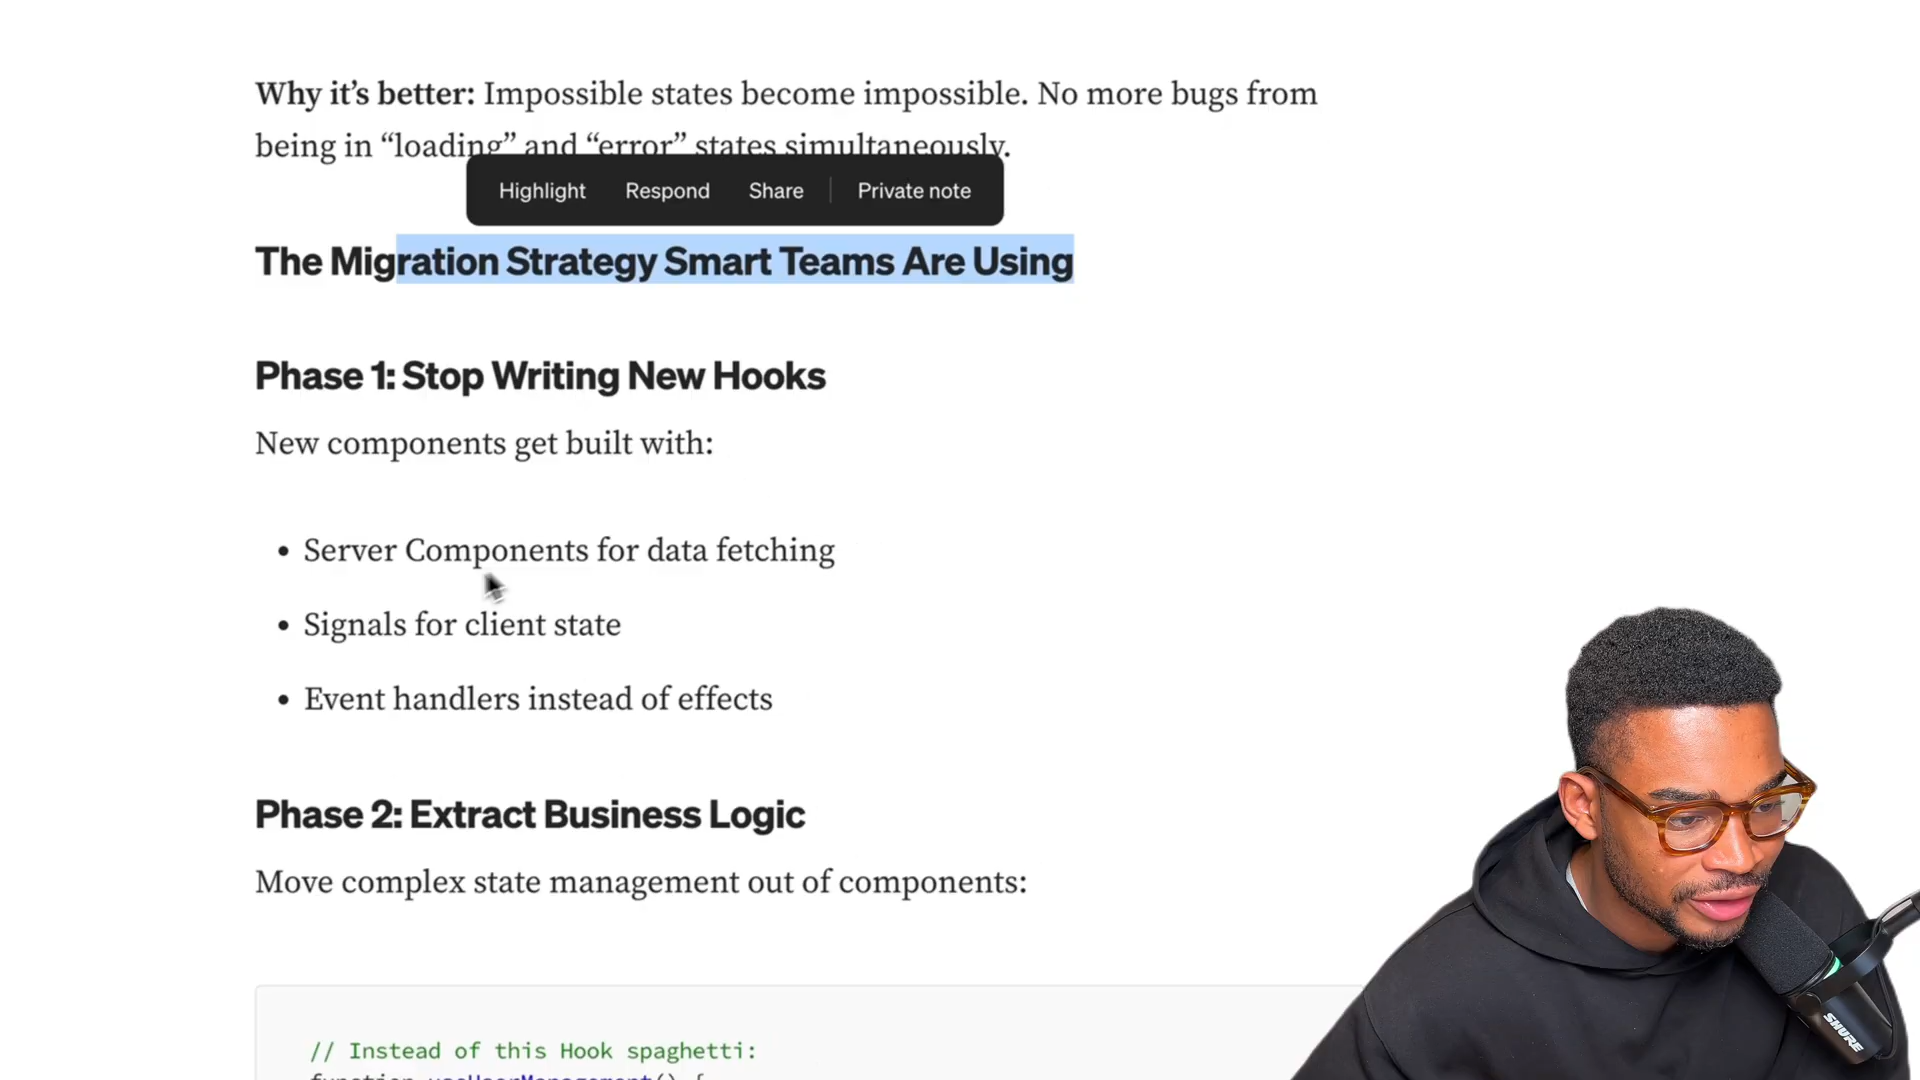 Why it’s better: Impossible states become impossible. No more bugs from
being in “loading” and “error” states simultaneously.
Highlight Respond Share Private note
The Migration Strategy Smart Teams Are Using
Phase 1: Stop Writing New Hooks
New components get built with:
• Server Components for data fetching
• Signals for client state
• Event handlers instead of effects
Phase 2: Extract Business Logic
Move complex state management out of components:
// Instead of this Hook spaghetti:
function useUserManagement() {
SHURE